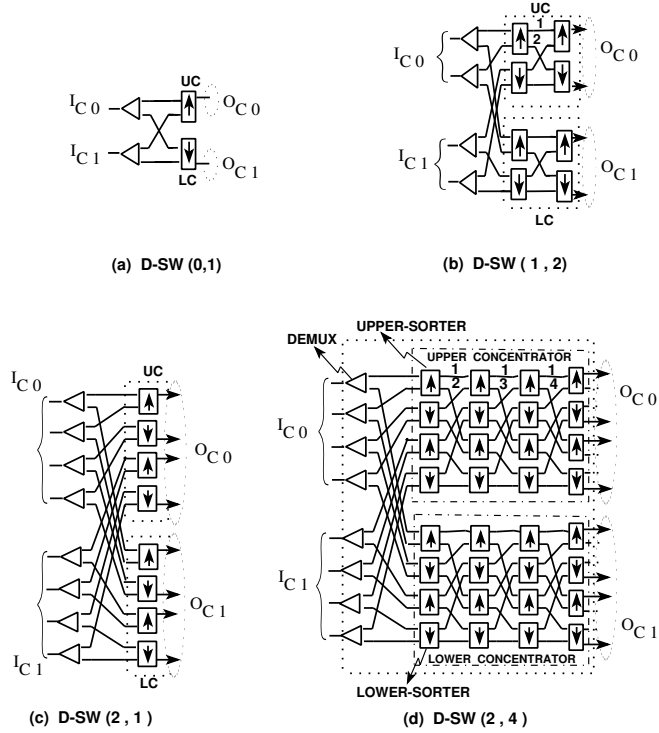 UC
I C 0
O C 0
I C 1
O C 1
LC
(a) D-SW (0,1)
UC
1
2
I C 0
O C 0
I C 1
O C 1
LC
(b) D-SW ( 1 , 2)
UC
I C 0
O C 0
O C 1
I C 1
LC
(c) D-SW (2 , 1)
UPPER-SORTER
DEMUX
UPPER CONCENTRATOR
1 1 1
2 3 4
O C 0
I C 0
I C 1
O C 1
LOWER CONCENTRATOR
LOWER-SORTER
(d) D-SW ( 2 , 4 )